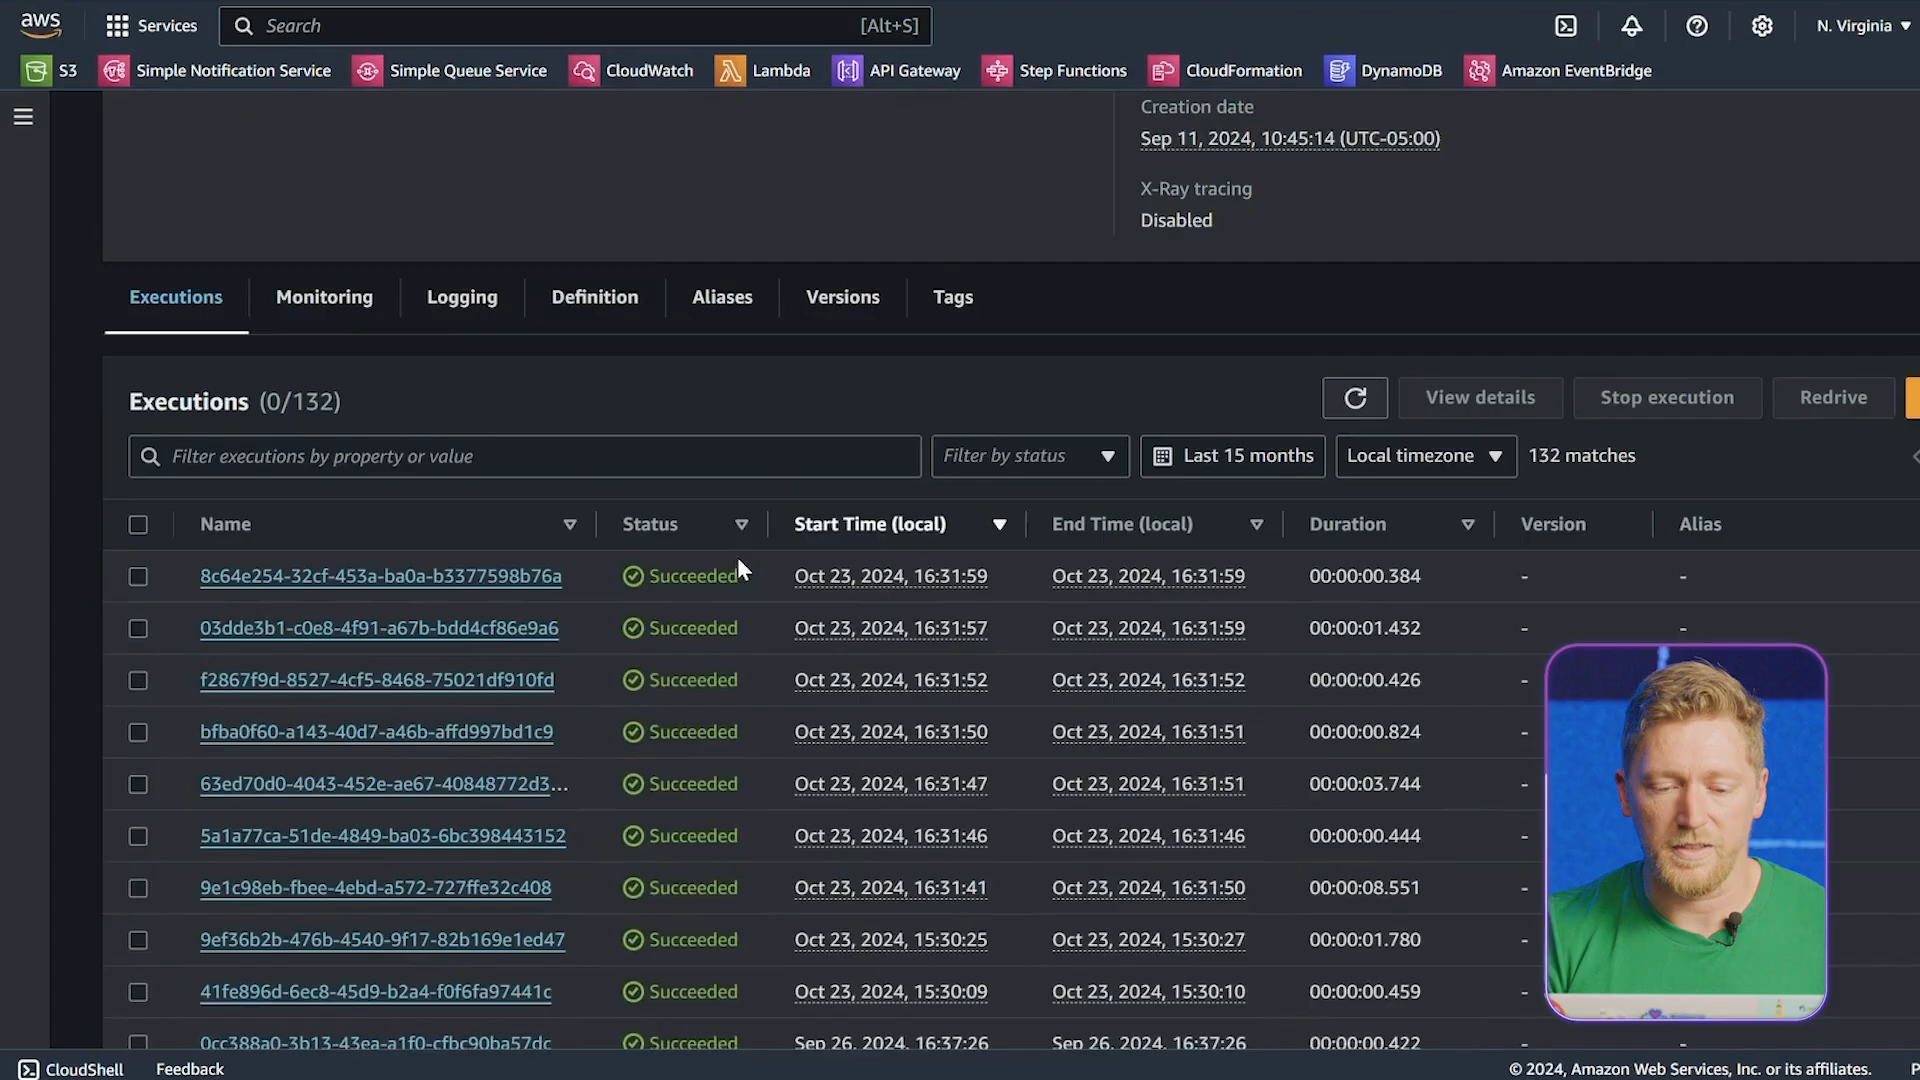 aws
Services
Search
[Alt+S]
N. Virginia
S3
Simple Notification Service
Simple Queue Service
CloudWatch
Lambda
API Gateway
Step Functions
CloudFormation
DynamoDB
Amazon EventBridge
Creation date
Sep 11, 2024, 10:45:14 (UTC-05:00)
X-Ray tracing
Disabled
Executions Monitoring Logging Definition Aliases Versions Tags
Executions (0/132)
View details
Stop execution
Redrive
Filter executions by property or value
Filter by status
Last 15 months
Local timezone
132 matches
Name Status Start Time (local) End Time (local) Duration Version Alias
8c64e254-32cf-453a-ba0a-b3377598b76a Succeeded Oct 23, 2024, 16:31:59 Oct 23, 2024, 16:31:59 00:00:00.384 - -
03dde3b1-c0e8-4f91-a67b-bdd4cf86e9a6 Succeeded Oct 23, 2024, 16:31:57 Oct 23, 2024, 16:31:59 00:00:01.432 - -
f2867f9d-8527-4cf5-8468-75021df910fd Succeeded Oct 23, 2024, 16:31:52 Oct 23, 2024, 16:31:52 00:00:00.426 -
bfba0f60-a143-40d7-a46b-affd997bd1c9 Succeeded Oct 23, 2024, 16:31:50 Oct 23, 2024, 16:31:51 00:00:00.824 -
63ed70d0-4043-452e-ae67-40848772d3... Succeeded Oct 23, 2024, 16:31:47 Oct 23, 2024, 16:31:51 00:00:03.744 -
5a1a77ca-51de-4849-ba03-6bc398443152 Succeeded Oct 23, 2024, 16:31:46 Oct 23, 2024, 16:31:46 00:00:00.444 -
9e1c98eb-fbee-4ebd-a572-727ffe32c408 Succeeded Oct 23, 2024, 16:31:41 Oct 23, 2024, 16:31:50 00:00:08.551 -
9ef36b2b-476b-4540-9f17-82b169e1ed47 Succeeded Oct 23, 2024, 15:30:25 Oct 23, 2024, 15:30:27 00:00:01.780 -
41fe896d-6ec8-45d9-b2a4-f0f6fa97441c Succeeded Oct 23, 2024, 15:30:09 Oct 23, 2024, 15:30:10 00:00:00.459 -
0cc388a0-3b13-43ea-a1f0-cfbc90ba57dc Succeeded Sep 26, 2024, 16:37:26 Sep 26, 2024, 16:37:26 00:00:00.422 - -
CloudShell
Feedback
© 2024, Amazon Web Services, Inc. or its affiliates.
P